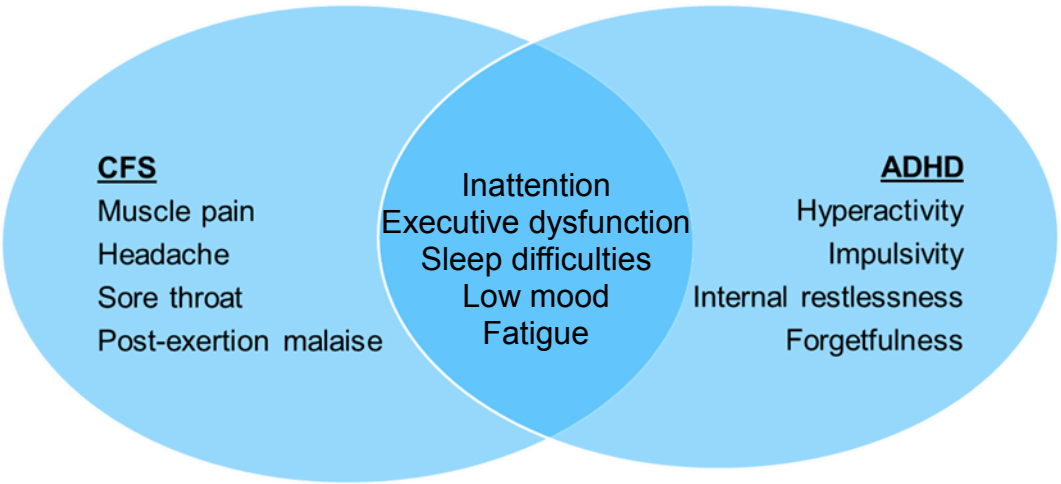 CFS
Muscle pain
Headache
Sore throat
Post-exertion malaise
Inattention
Executive dysfunction
Sleep difficulties
Low mood
Fatigue
ADHD
Hyperactivity
Impulsivity
Internal restlessness
Forgetfulness